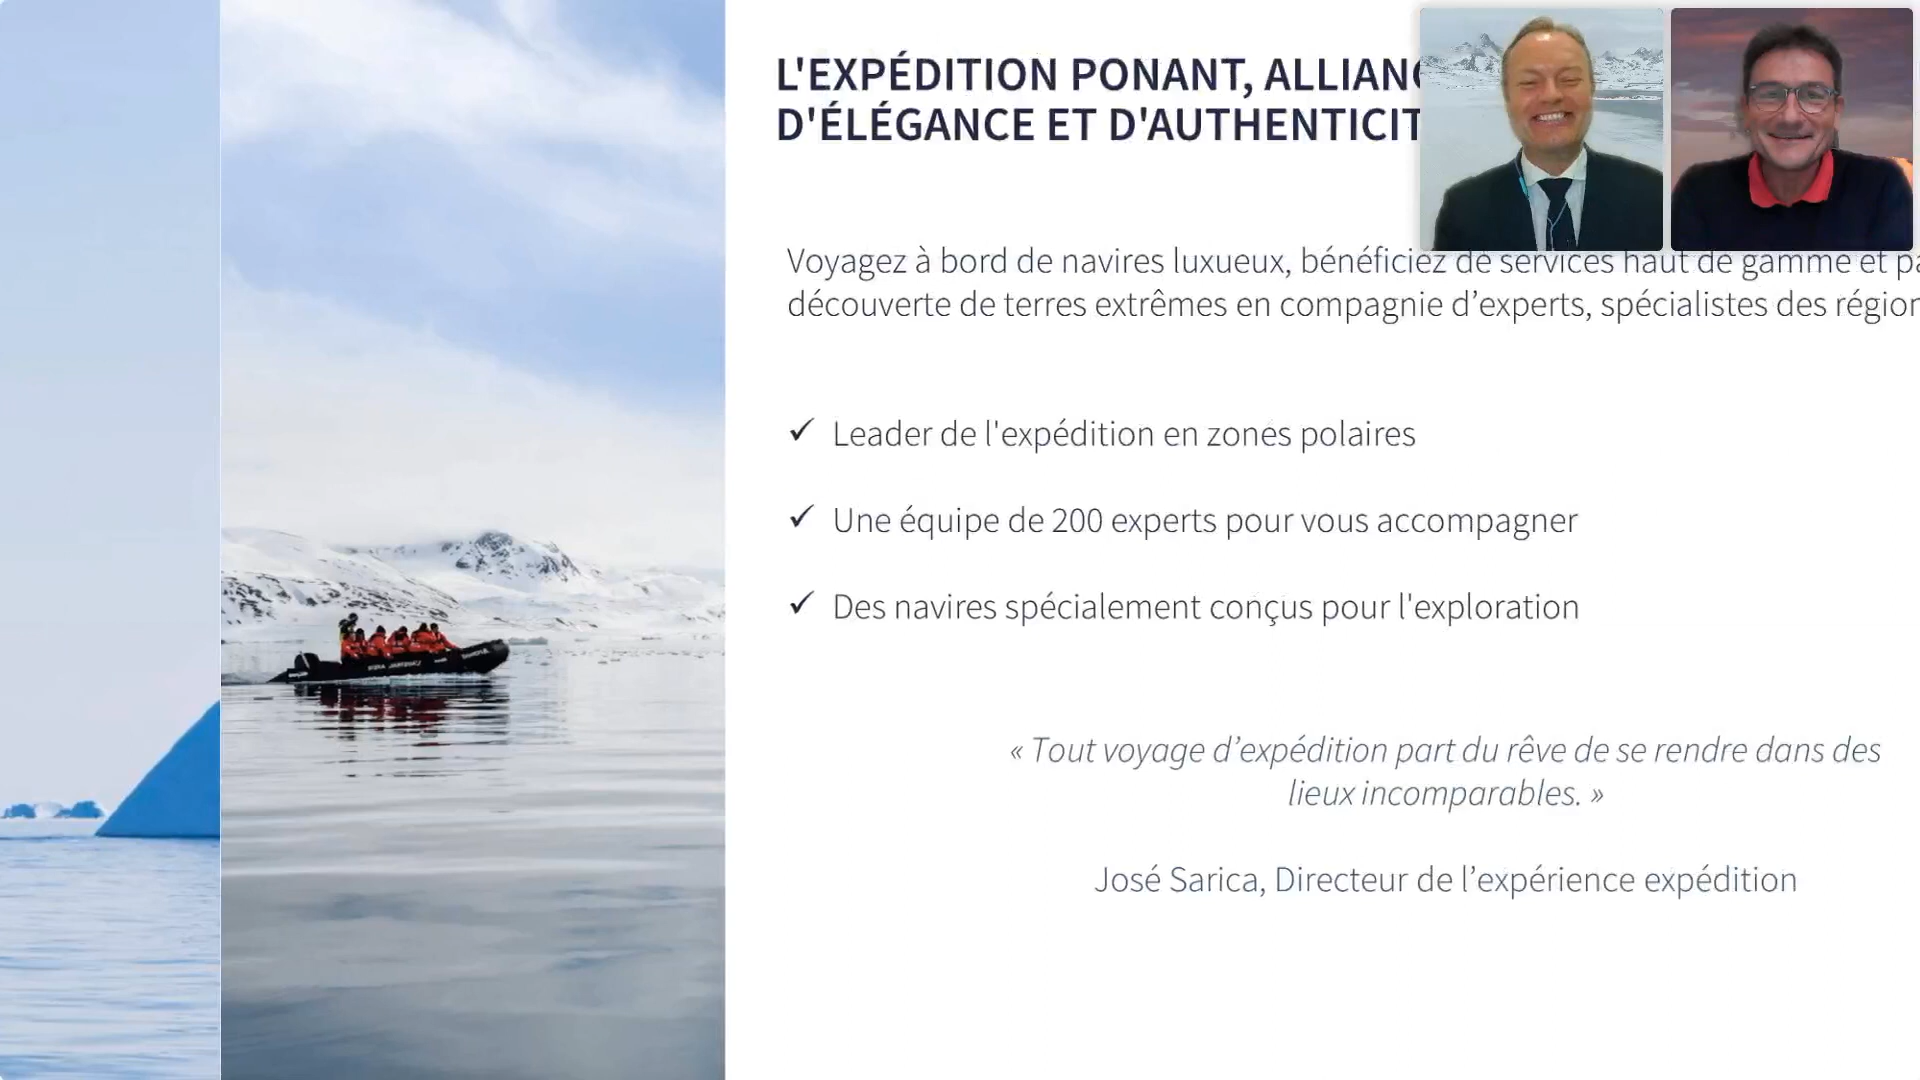 L'EXPÉDITION PONANT, ALLIANC
D'ÉLÉGANCE ET D'AUTHENTICIT
Voyagez à bord de navires luxueux, bénéficiez de services haut de gamme et
découverte de terres extrêmes en compagnie d’experts, spécialistes des région
✓ Leader de l'expédition en zones polaires
✓ Une équipe de 200 experts pour vous accompagner
✓ Des navires spécialement conçus pour l'exploration
« Tout voyage d’expédition part du rêve de se rendre dans des
lieux incomparables. »
José Sarica, Directeur de l’expérience expédition